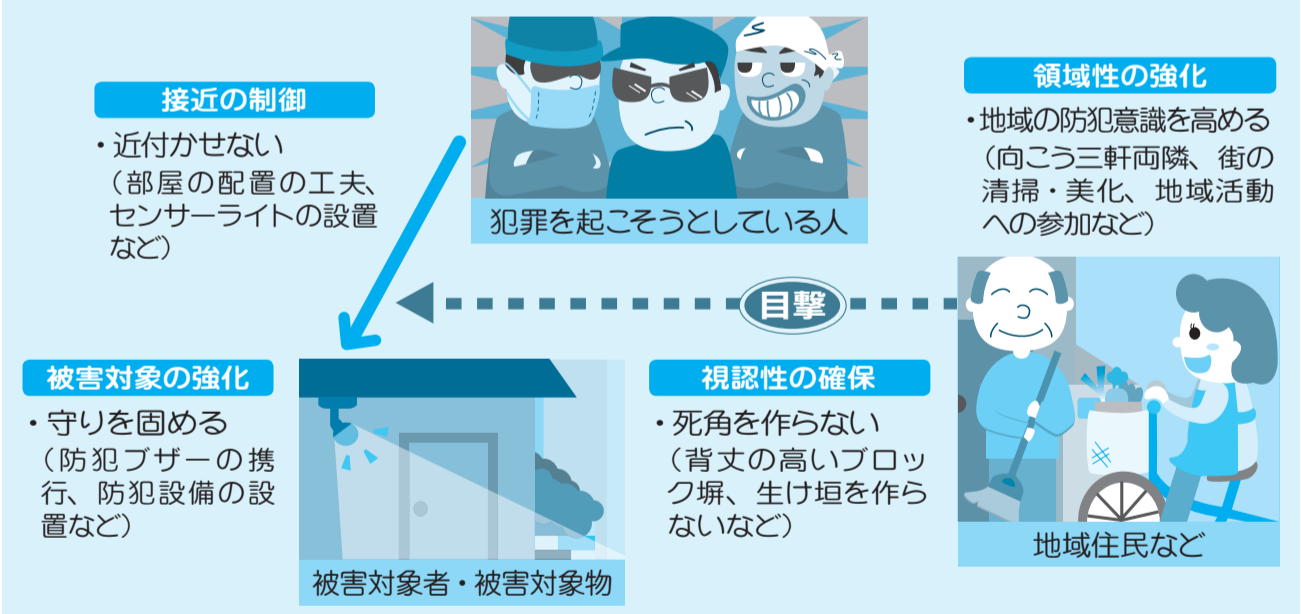 接近の制御
・近付かせない
（部屋の配置の工夫、
センサーライトの設置
など）
犯罪を起こそうとしている人
領域性の強化
・地域の防犯意識を高める
（向こう三軒両隣、街の
清掃・美化、地域活動
への参加など）
目撃
被害対象の強化
・守りを固める
（防犯ブザーの携
行、防犯設備の設
置など）
被害対象者・被害対象物
視認性の確保
・死角を作らない
（背丈の高いブロッ
ク塀、生け垣を作ら
ないなど）
地域住民など